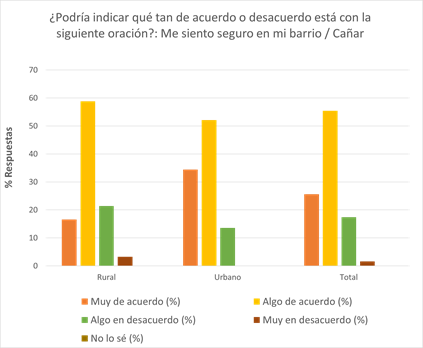 ¿Podría indicar qué tan de acuerdo o desacuerdo está con la
siguiente oración?: Me siento seguro en mi barrio / Cañar
% Respuestas
70
60
50
40
30
20
10
0
Rural
Urbano
Total
Muy de acuerdo (%)
Algo de acuerdo (%)
Algo en desacuerdo (%)
Muy en desacuerdo (%)
No lo sé (%)